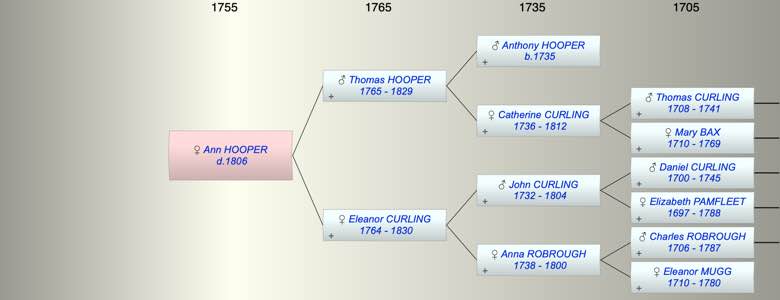 1755 1765 1735 1705
♀ Ann HOOPER
d.1806
♂ Thomas HOOPER
1765 - 1829
+
♀ Eleanor CURLING
1764 - 1830
+
♂ Anthony HOOPER
b.1735
+
♀ Catherine CURLING
1736 - 1812
+
♂ John CURLING
1732 - 1804
+
♀ Anna ROBROUGH
1738 - 1800
+
♂ Thomas CURLING
1708 - 1741
+
♀ Mary BAX
1710 - 1769
+
♂ Daniel CURLING
1700 - 1745
+
♀ Elizabeth PAMFLEET
1697 - 1788
+
♂ Charles ROBROUGH
1706 - 1787
+
♀ Eleanor MUGG
1710 - 1780
+